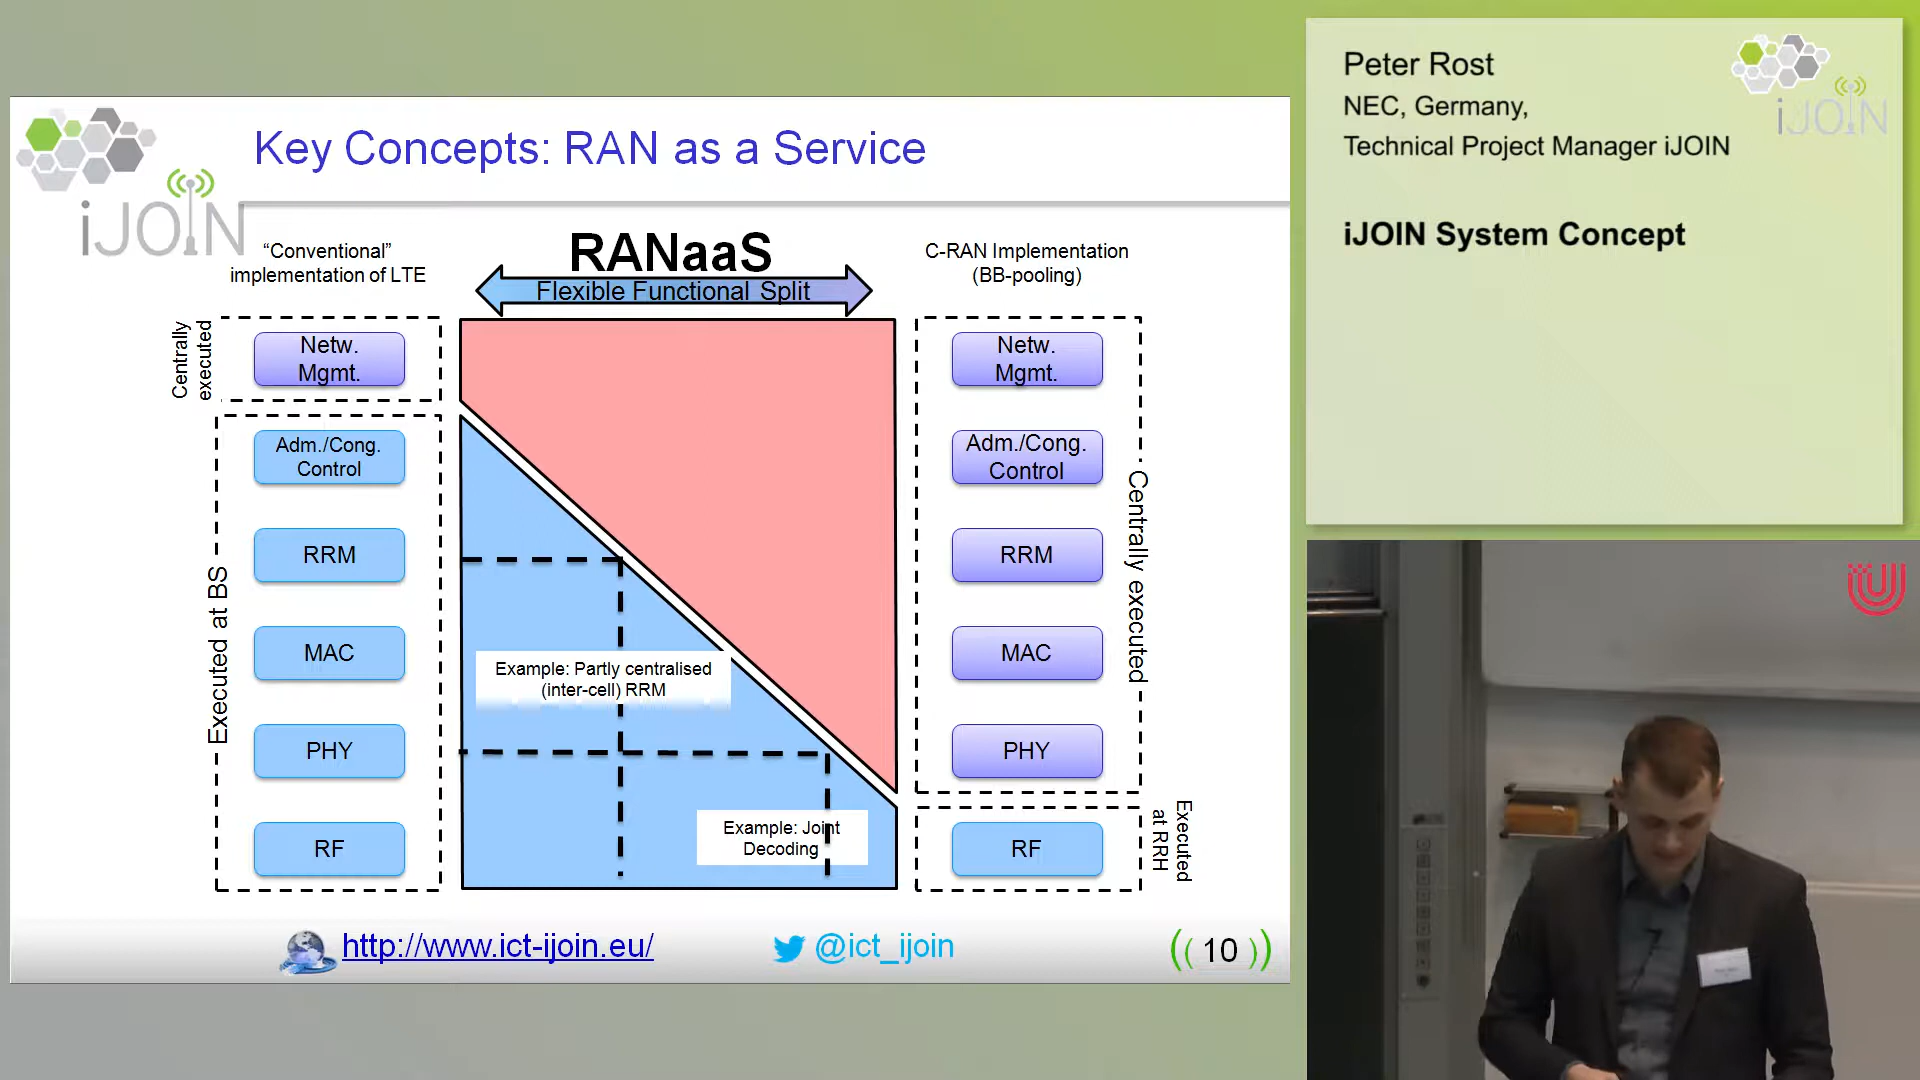 Key Concepts: RAN as a Service
iJOIN
"Conventional"
implementation of LTE
RANaaS
Flexible Functional Split
C-RAN Implementation
(BB-pooling)
Centrally
executed
Netw.
Mgmt.
Executed at BS
Adm./Cong.
Control
RRM
MAC
PHY
RF
Example: Partly centralised
(inter-cell) RRM
Example: Joint
Decoding
Netw.
Mgmt.
Adm./Cong.
Control
RRM
MAC
PHY
Centrally executed
RF
Executed
at RRH
http://www.ict-ijoin.eu/
@ict_ijoin
((10))
Peter Rost
NEC, Germany,
Technical Project Manager iJOIN
iJOIN
iJOIN System Concept